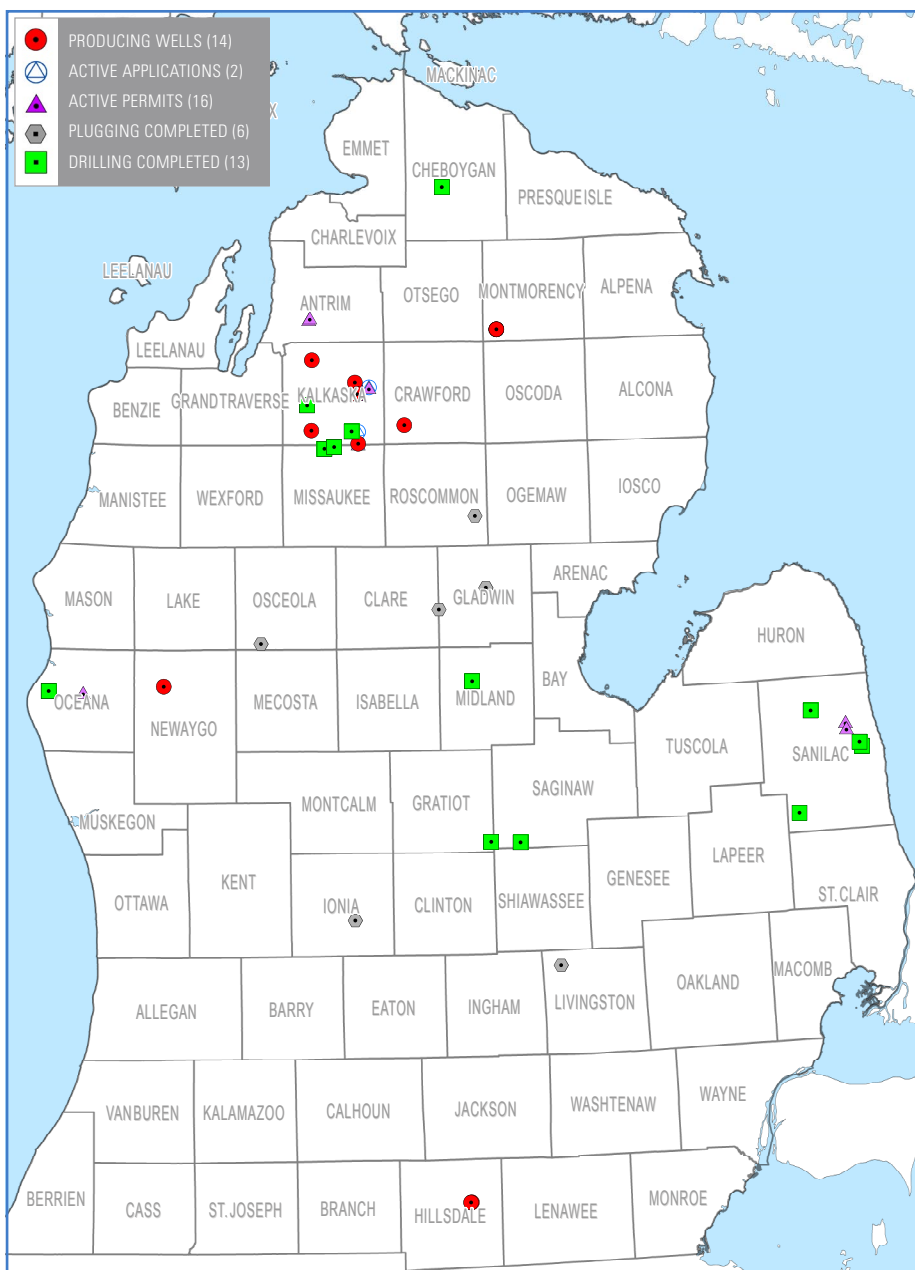 PRODUCING WELLS (14)
ACTIVE APPLICATIONS (2)
ACTIVE PERMITS (16)
PLUGGING COMPLETED (6)
DRILLING COMPLETED (13)
MACKINAC
X
EMMET
CHEBOYGAN
PRESQUE ISLE
CHARLEVOIX
LEELANAU
ANTRIM
OTSEGO
MONTMORENCY
ALPENA
LEELANAU
BENZIE
GRAND TRAVERSE
KALKASKA
CRAWFORD
OSCODA
ALCONA
MANISTEE
WEXFORD
MISSAUKEE
ROSCOMMON
OGEMAW
IOSCO
MASON
LAKE
OSCEOLA
CLARE
GLADWIN
ARENAC
HURON
OCEANA
NEWAYGO
MECOSTA
ISABELLA
MIDLAND
BAY
TUSCOLA
SANILAC
MUSKEGON
MONTCALM
GRATIOT
SAGINAW
OTTAWA
KENT
IONIA
CLINTON
SHIAWASSEE
GENESEE
LAPEER
ST.CLAIR
ALLEGAN
BARRY
EATON
INGHAM
LIVINGSTON
OAKLAND
MACOMB
VAN BUREN
KALAMAZOO
CALHOUN
JACKSON
WASHTENAW
WAYNE
BERRIEN
CASS
ST.JOSEPH
BRANCH
HILLSDALE
LENAWEE
MONROE